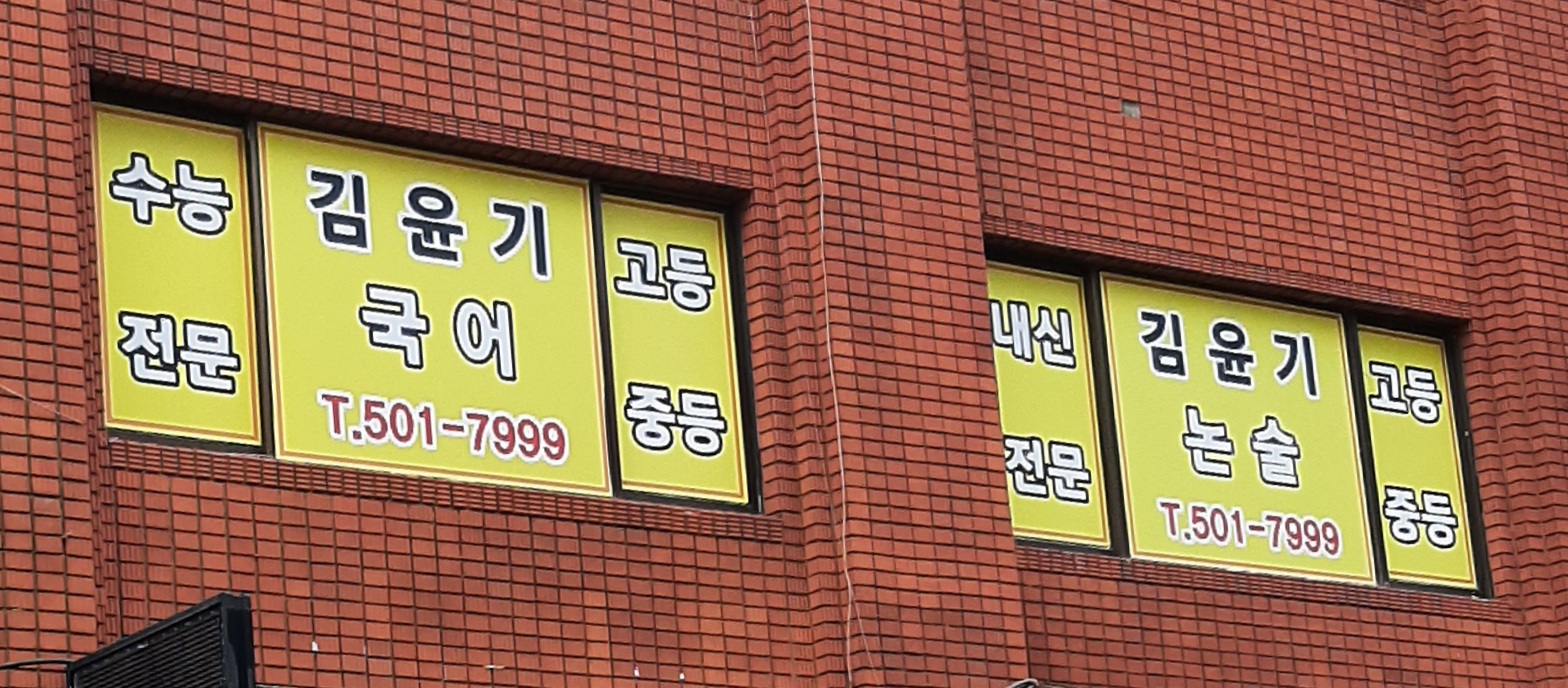 수능
전문
김윤기
국어
T.501-7999
고등
중등
내신
전문
김윤기
논술
T.501-7999
고등
중등